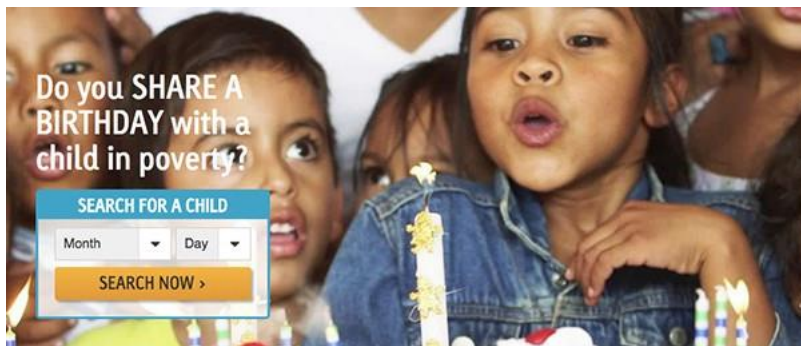 Do you SHARE A
BIRTHDAY with a
child in poverty?
SEARCH FOR A CHILD
Month Day
SEARCH NOW ›